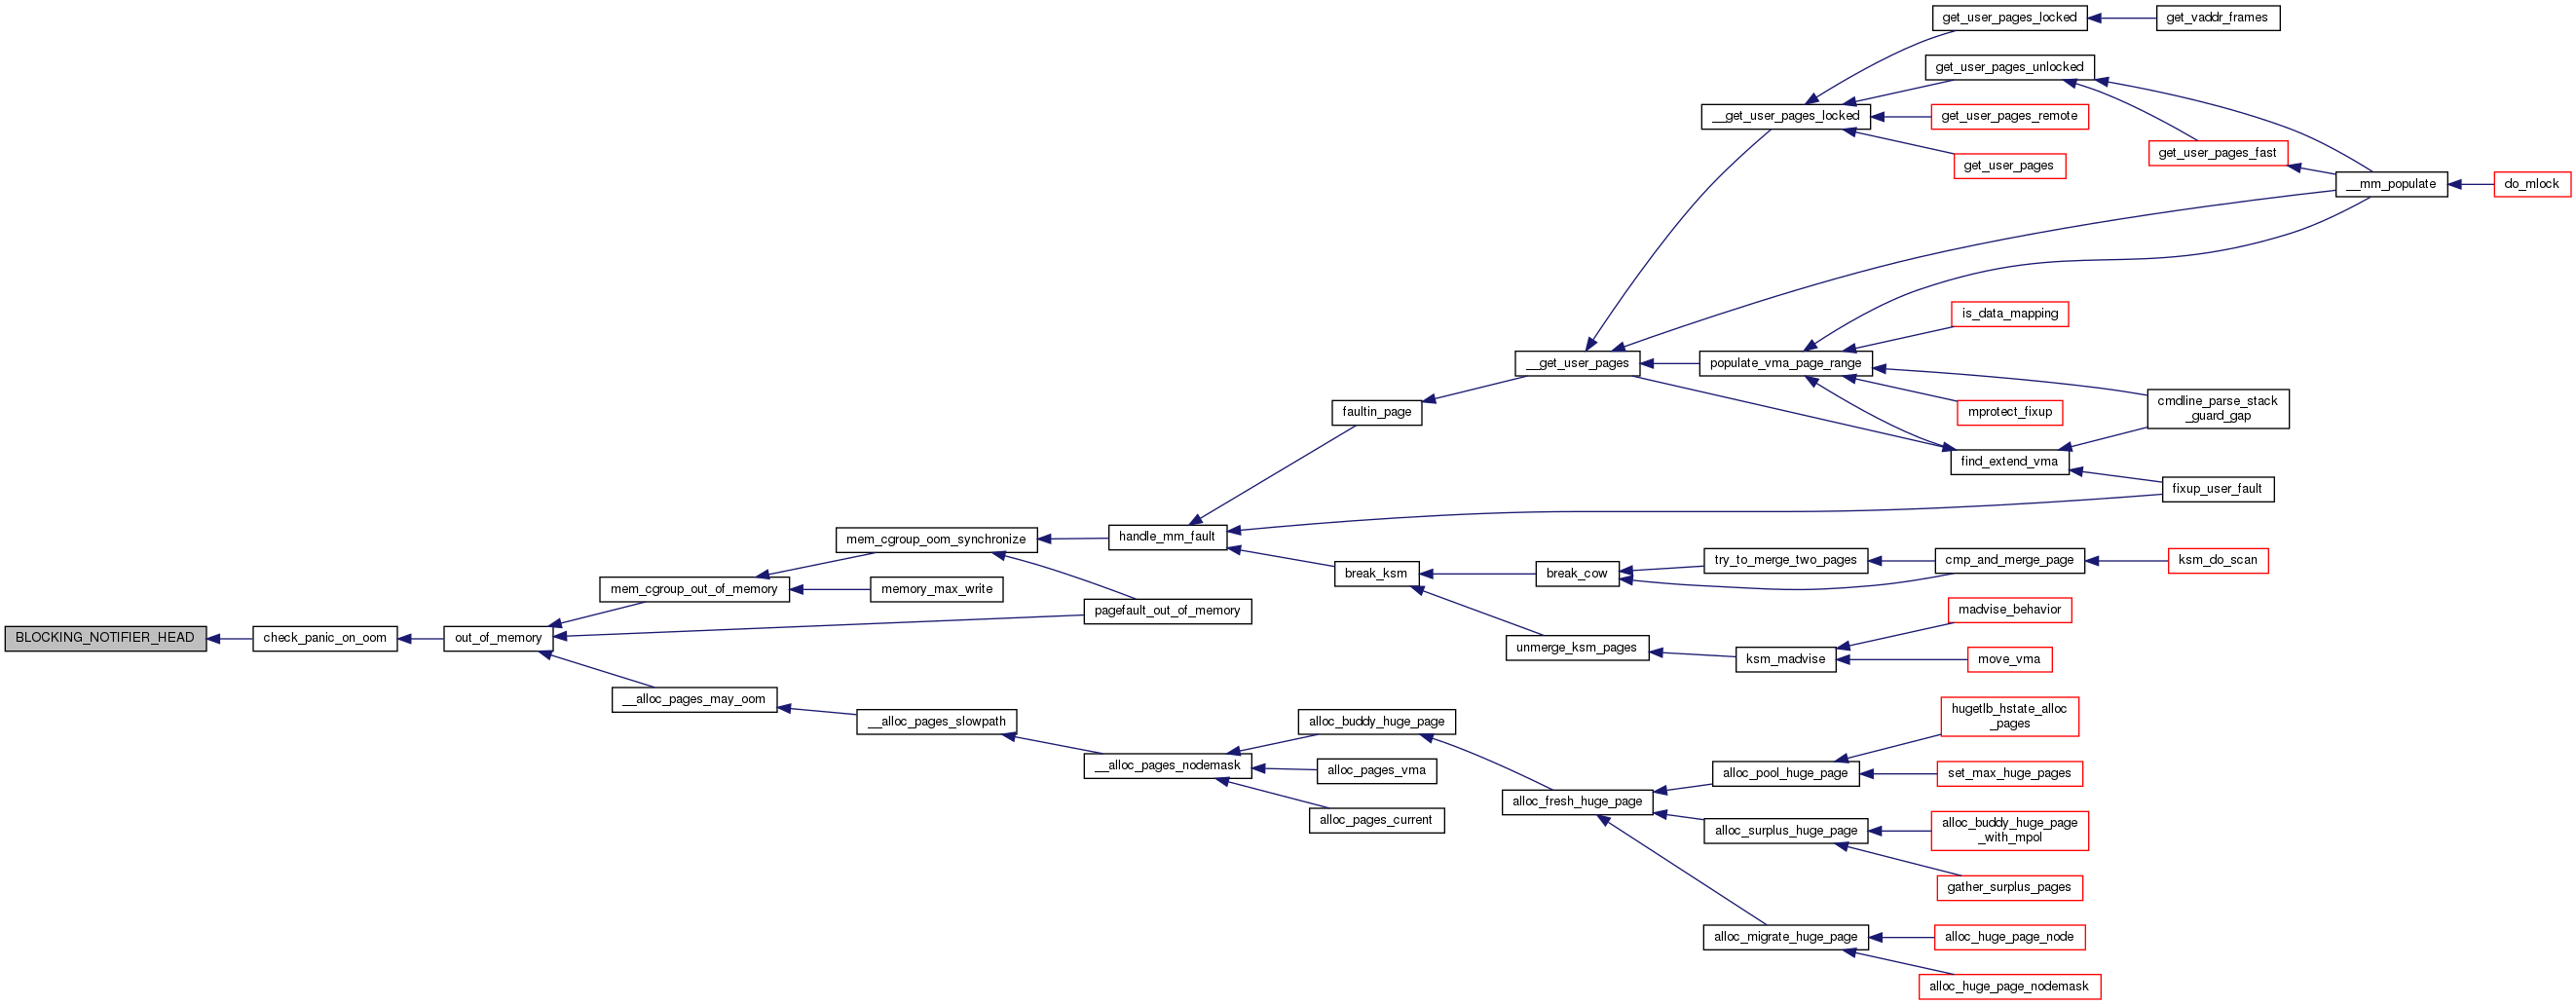 get_user_pages_locked
get_vaddr_frames
get_user_pages_unlocked
__get_user_pages_locked
get_user_pages_remote
get_user_pages_fast
get_user_pages
__mm_populate
do_mlock
is_data_mapping
__get_user_pages
populate_vma_page_range
cmdline_parse_stack
_guard_gap
faultin_page
mprotect_fixup
find_extend_vma
fixup_user_fault
mem_cgroup_oom_synchronize
handle_mm_fault
try_to_merge_two_pages
cmp_and_merge_page
ksm_do_scan
break_ksm
break_cow
mem_cgroup_out_of_memory
memory_max_write
pagefault_out_of_memory
madvise_behavior
BLOCKING_NOTIFIER_HEAD
check_panic_on_oom
out_of_memory
unmerge_ksm_pages
ksm_madvise
move_vma
__alloc_pages_may_oom
__alloc_pages_slowpath
alloc_buddy_huge_page
hugetlb_hstate_alloc
_pages
__alloc_pages_nodemask
alloc_pages_vma
alloc_pool_huge_page
set_max_huge_pages
alloc_fresh_huge_page
alloc_pages_current
alloc_surplus_huge_page
alloc_buddy_huge_page
_with_mpol
gather_surplus_pages
alloc_migrate_huge_page
alloc_huge_page_node
alloc_huge_page_nodemask